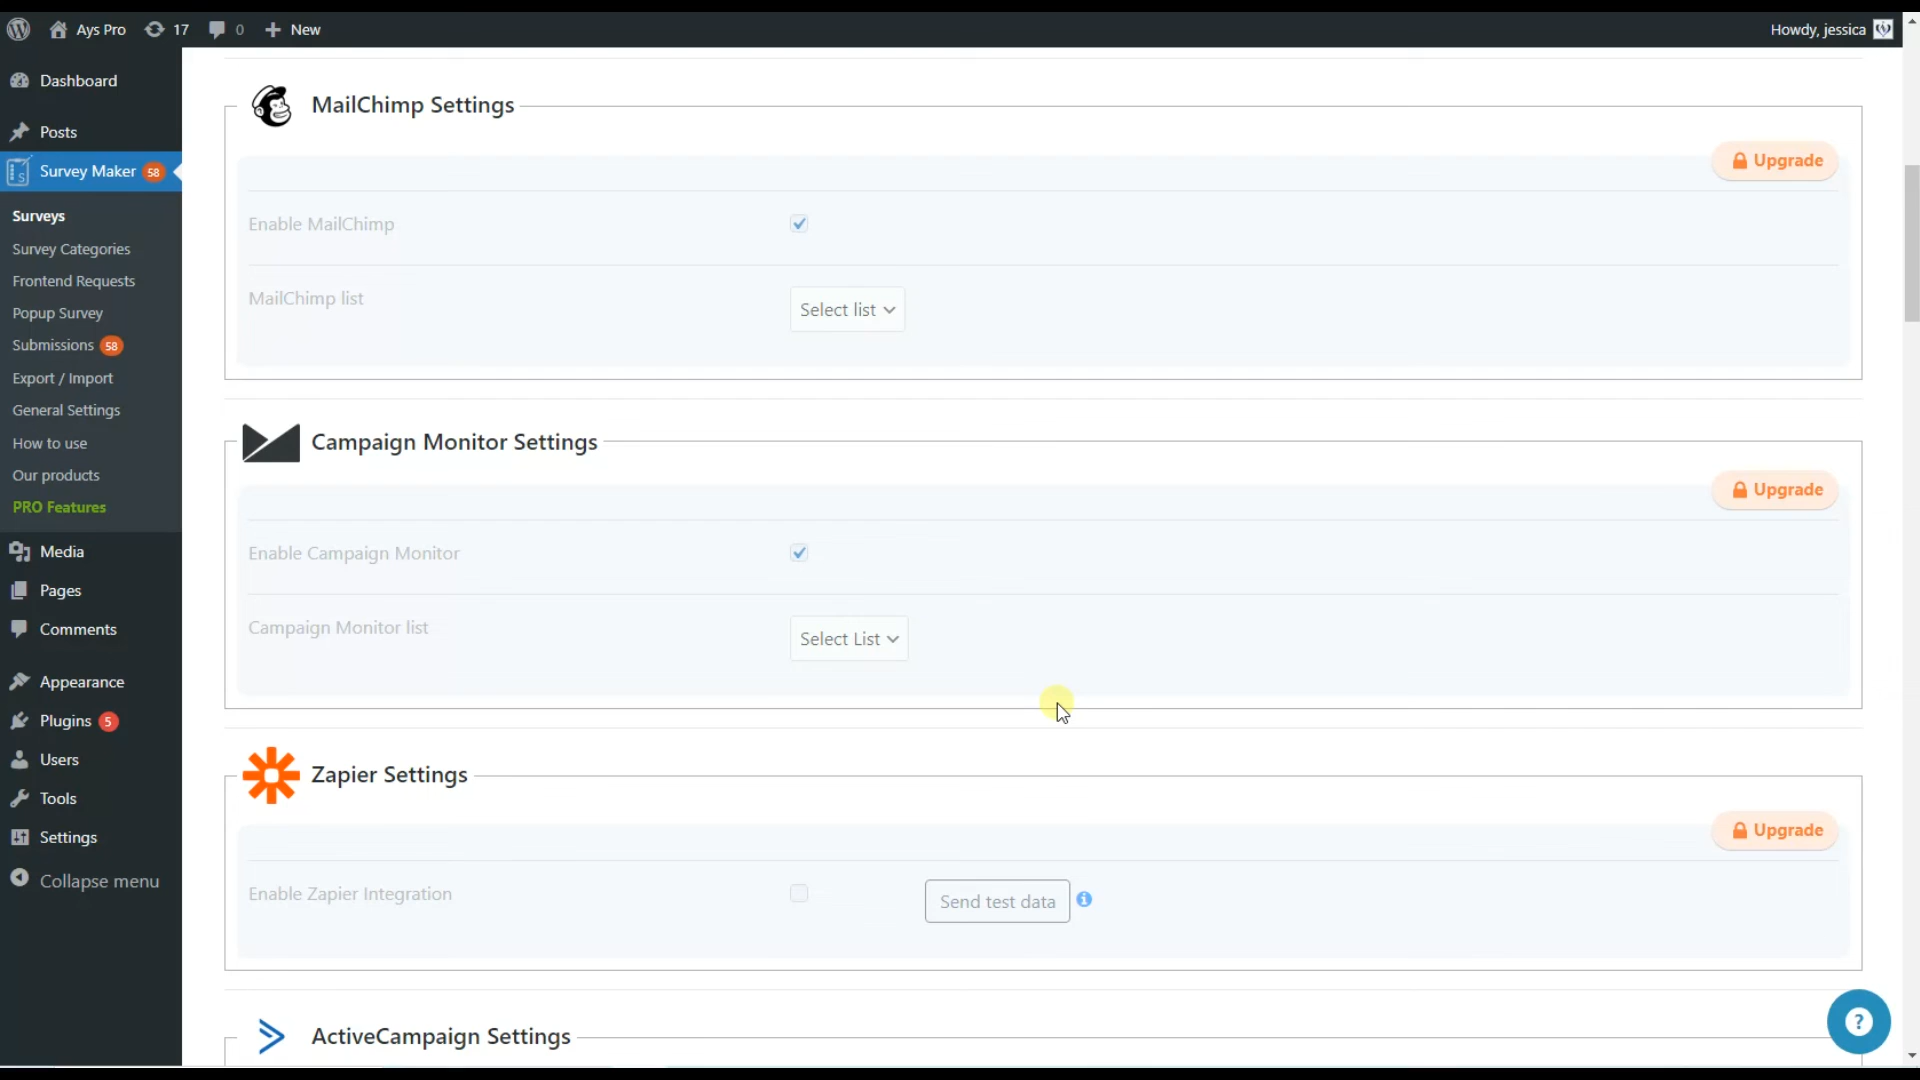 Ays Pro 17 0 New Howdy, jessica
Dashboard
Posts
Survey Maker 58
Surveys
Survey Categories
Frontend Requests
Popup Survey
Submissions 58
Export / Import
General Settings
How to use
Our products
PRO Features
Media
Pages
Comments
Appearance
Plugins 5
Users
Tools
Settings
Collapse menu
MailChimp Settings
Upgrade
Enable MailChimp
MailChimp list Select list
Campaign Monitor Settings
Upgrade
Enable Campaign Monitor
Campaign Monitor list Select List
Zapier Settings
Upgrade
Enable Zapier Integration Send test data
ActiveCampaign Settings